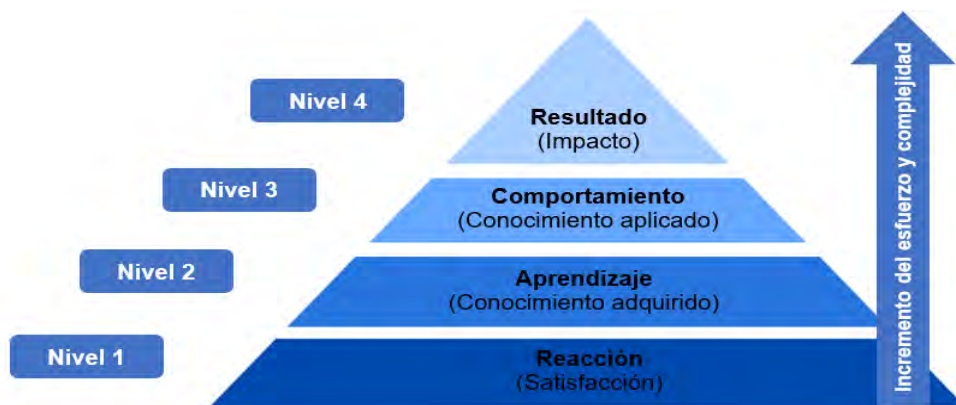 Nivel 4
Resultado
(Impacto)
Nivel 3
Comportamiento
(Conocimiento aplicado)
Nivel 2
Aprendizaje
(Conocimiento adquirido)
Nivel 1
Reacción
(Satisfacción)
Incremento del esfuerzo y complejidad